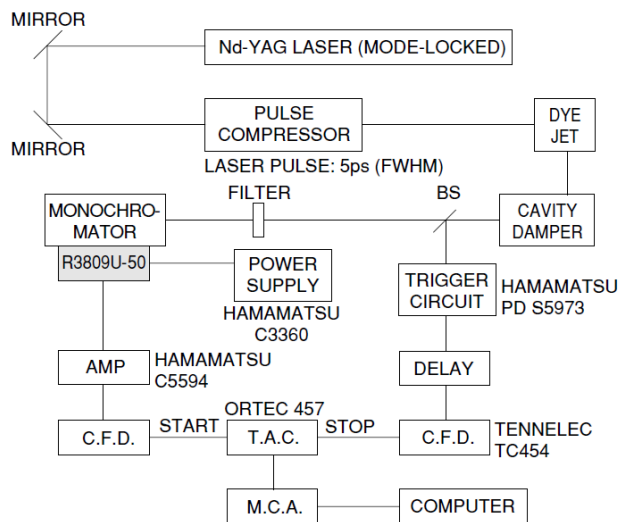 MIRROR
Nd-YAG LASER (MODE-LOCKED)
PULSE
COMPRESSOR
DYE
JET
MIRROR
LASER PULSE: 5ps (FWHM)
FILTER
BS
MONOCHRO-
MATOR
CAVITY
DAMPER
R3809U-50
POWER
SUPPLY
TRIGGER
CIRCUIT
HAMAMATSU
PD S5973
HAMAMATSU
C3360
AMP
HAMAMATSU
C5594
DELAY
ORTEC 457
C.F.D.
START
T.A.C.
STOP
C.F.D.
TENNELEC
TC454
M.C.A.
COMPUTER